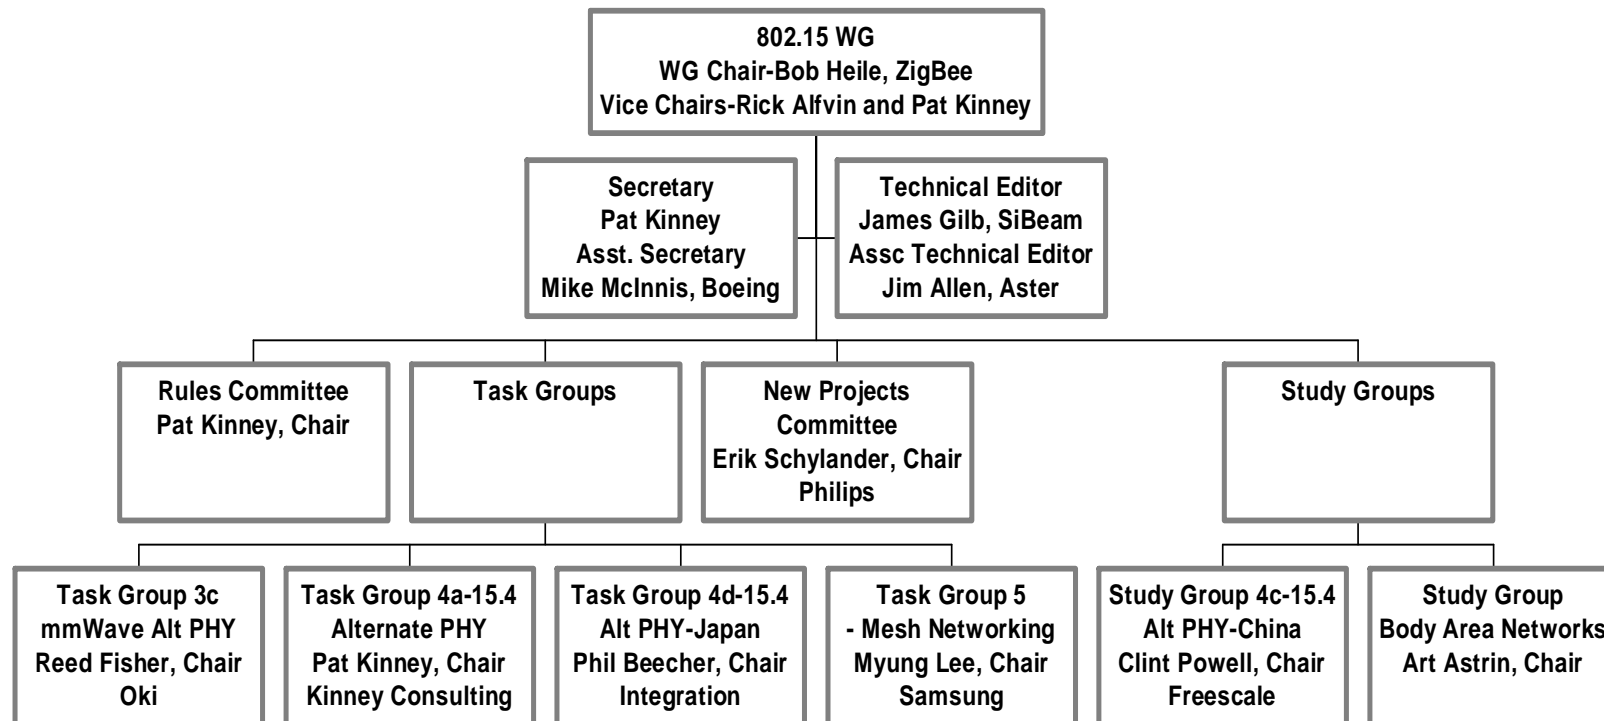 802.15 WG
WG Chair-Bob Heile, ZigBee
Vice Chairs-Rick Alfvin and Pat Kinney
Secretary
Pat Kinney
Asst. Secretary
Mike McInnis, Boeing
Technical Editor
James Gilb, SiBeam
Assc Technical Editor
Jim Allen, Aster
Rules Committee
Pat Kinney, Chair
Task Groups
New Projects
Committee
Erik Schylander, Chair
Philips
Study Groups
Task Group 3c
mmWave Alt PHY
Reed Fisher, Chair
Oki
Task Group 4a-15.4
Alternate PHY
Pat Kinney, Chair
Kinney Consulting
Task Group 4d-15.4
Alt PHY-Japan
Phil Beecher, Chair
Integration
Task Group 5
- Mesh Networking
Myung Lee, Chair
Samsung
Study Group 4c-15.4
Alt PHY-China
Clint Powell, Chair
Freescale
Study Group
Body Area Networks
Art Astrin, Chair